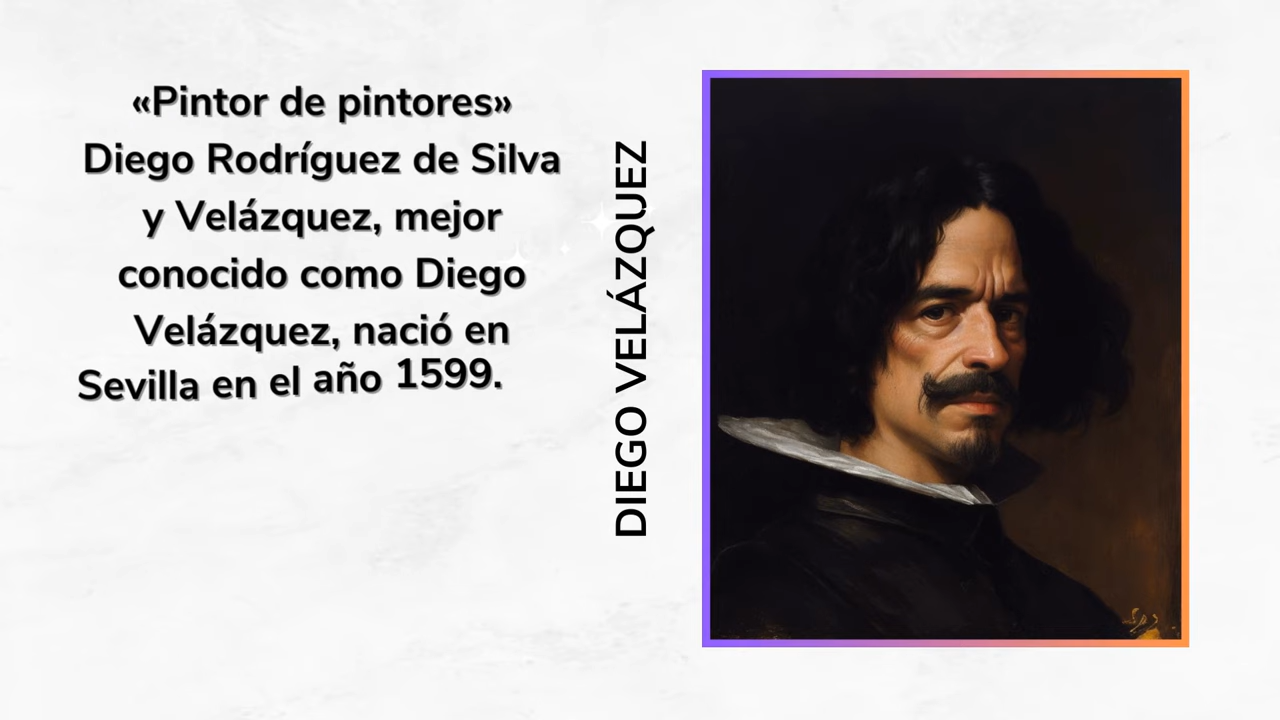 «Pintor de pintores»
Diego Rodríguez de Silva
y Velázquez, mejor
conocido como Diego
Velázquez, nació en
Sevilla en el año 1599.
DIEGO VELÁZQUEZ